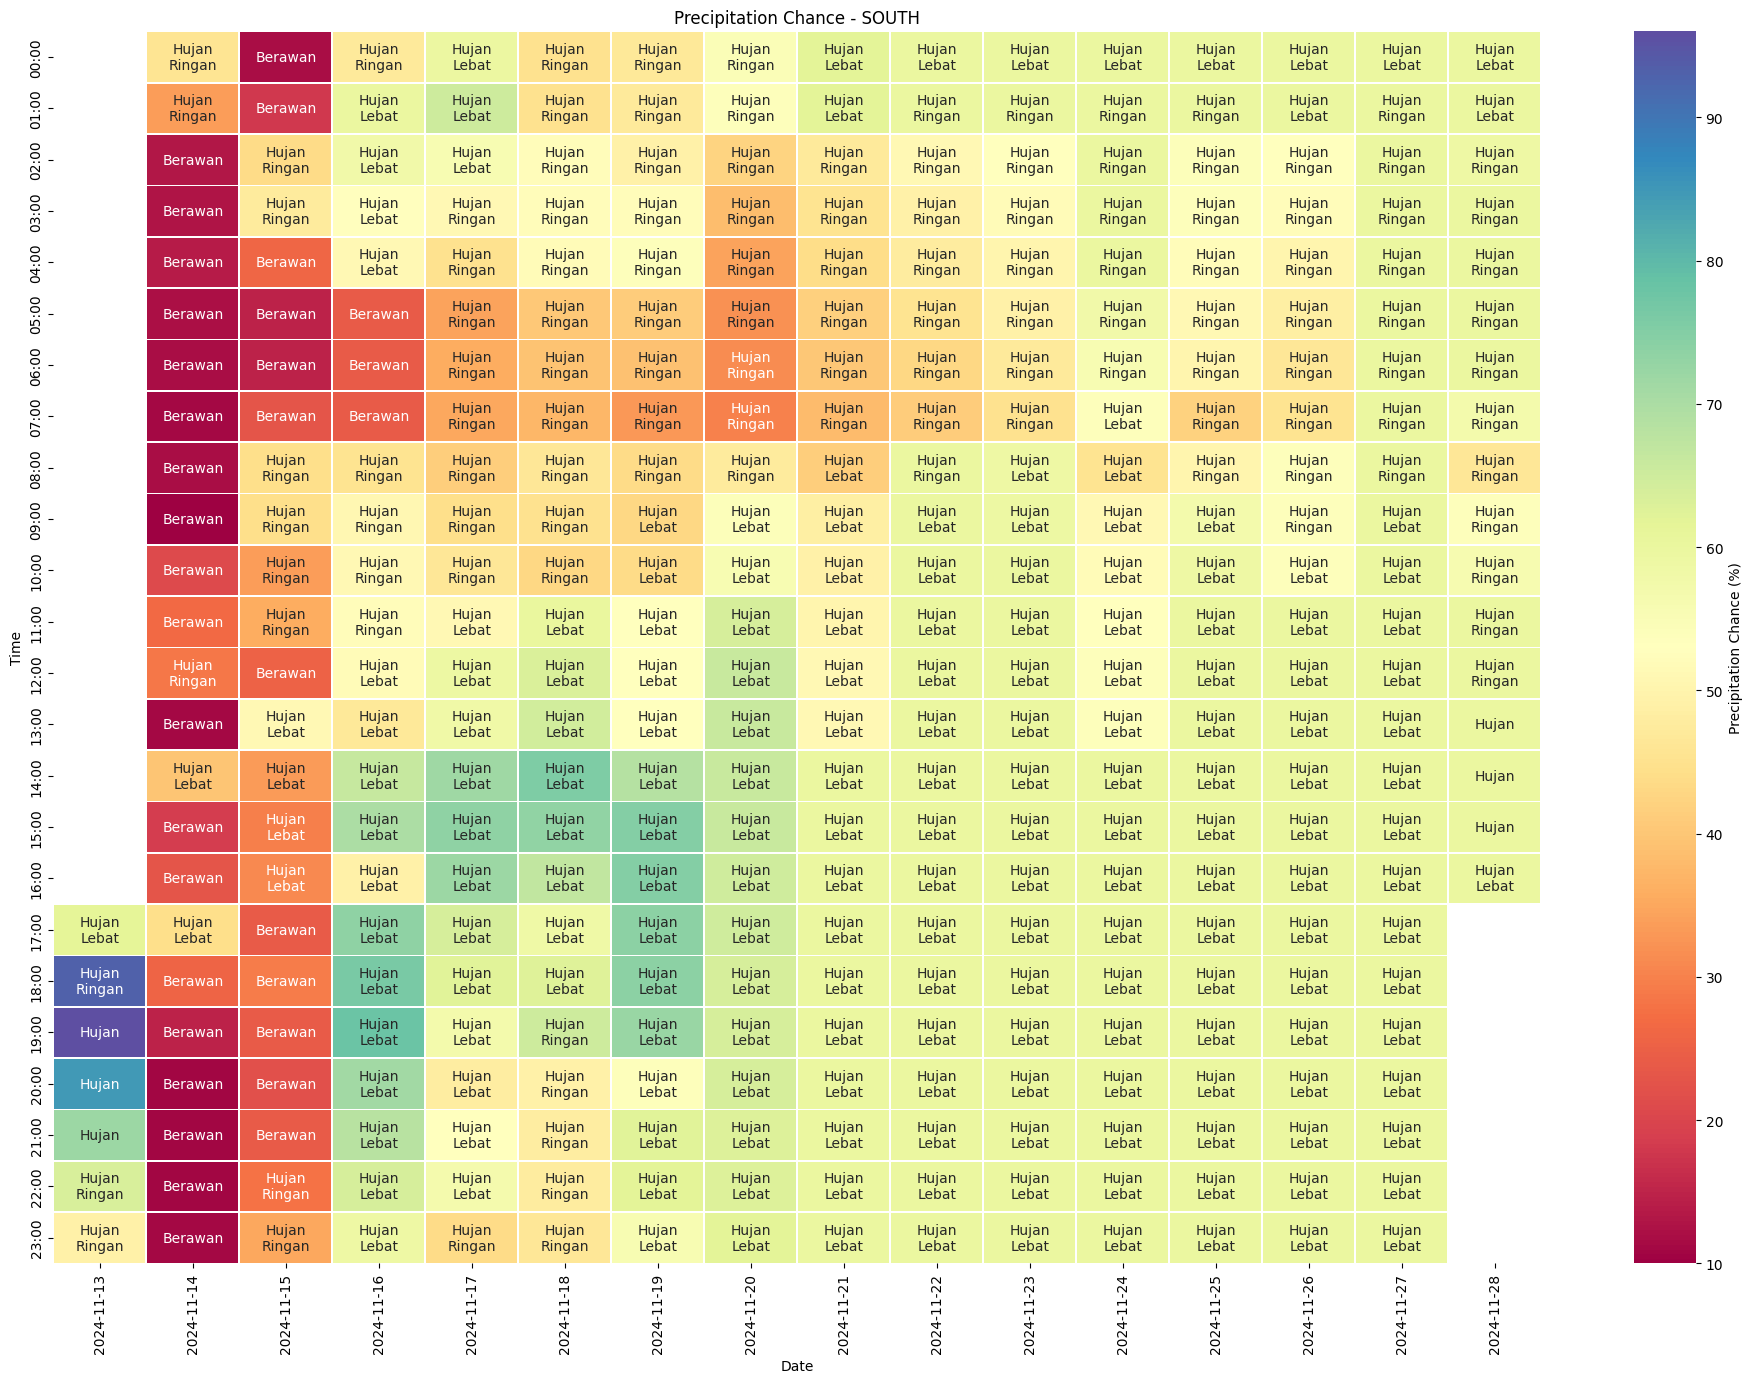 Precipitation Chance - SOUTH
00:00 Hujan Ringan Berawan Hujan Ringan Hujan Lebat Hujan Ringan Hujan Ringan Hujan Ringan Hujan Lebat Hujan Lebat Hujan Lebat Hujan Lebat Hujan Lebat Hujan Lebat Hujan Lebat Hujan Lebat
01:00 Hujan Ringan Berawan Hujan Lebat Hujan Lebat Hujan Ringan Hujan Ringan Hujan Ringan Hujan Lebat Hujan Ringan Hujan Ringan Hujan Ringan Hujan Ringan Hujan Lebat Hujan Ringan Hujan Lebat
02:00 Berawan Hujan Ringan Hujan Lebat Hujan Lebat Hujan Ringan Hujan Ringan Hujan Ringan Hujan Ringan Hujan Ringan Hujan Ringan Hujan Ringan Hujan Ringan Hujan Ringan Hujan Ringan Hujan Ringan
03:00 Berawan Hujan Ringan Hujan Lebat Hujan Ringan Hujan Ringan Hujan Ringan Hujan Ringan Hujan Ringan Hujan Ringan Hujan Ringan Hujan Ringan Hujan Ringan Hujan Ringan Hujan Ringan Hujan Ringan
04:00 Berawan Berawan Hujan Lebat Hujan Ringan Hujan Ringan Hujan Ringan Hujan Ringan Hujan Ringan Hujan Ringan Hujan Ringan Hujan Ringan Hujan Ringan Hujan Ringan Hujan Ringan Hujan Ringan
05:00 Berawan Berawan Berawan Hujan Ringan Hujan Ringan Hujan Ringan Hujan Ringan Hujan Ringan Hujan Ringan Hujan Ringan Hujan Ringan Hujan Ringan Hujan Ringan Hujan Ringan Hujan Ringan
06:00 Berawan Berawan Berawan Hujan Ringan Hujan Ringan Hujan Ringan Hujan Ringan Hujan Ringan Hujan Ringan Hujan Ringan Hujan Ringan Hujan Ringan Hujan Ringan Hujan Ringan Hujan Ringan
07:00 Berawan Berawan Berawan Hujan Ringan Hujan Ringan Hujan Ringan Hujan Ringan Hujan Ringan Hujan Ringan Hujan Ringan Hujan Lebat Hujan Ringan Hujan Ringan Hujan Ringan Hujan Ringan
08:00 Berawan Hujan Ringan Hujan Ringan Hujan Ringan Hujan Ringan Hujan Ringan Hujan Ringan Hujan Lebat Hujan Ringan Hujan Lebat Hujan Lebat Hujan Ringan Hujan Ringan Hujan Ringan Hujan Ringan
09:00 Berawan Hujan Ringan Hujan Ringan Hujan Ringan Hujan Ringan Hujan Lebat Hujan Lebat Hujan Lebat Hujan Lebat Hujan Lebat Hujan Lebat Hujan Lebat Hujan Ringan Hujan Lebat Hujan Ringan
10:00 Berawan Hujan Ringan Hujan Ringan Hujan Ringan Hujan Ringan Hujan Lebat Hujan Lebat Hujan Lebat Hujan Lebat Hujan Lebat Hujan Lebat Hujan Lebat Hujan Lebat Hujan Lebat Hujan Ringan
11:00 Berawan Hujan Ringan Hujan Ringan Hujan Lebat Hujan Lebat Hujan Lebat Hujan Lebat Hujan Lebat Hujan Lebat Hujan Lebat Hujan Lebat Hujan Lebat Hujan Lebat Hujan Lebat Hujan Ringan
12:00 Hujan Ringan Berawan Hujan Lebat Hujan Lebat Hujan Lebat Hujan Lebat Hujan Lebat Hujan Lebat Hujan Lebat Hujan Lebat Hujan Lebat Hujan Lebat Hujan Lebat Hujan Lebat Hujan Ringan
13:00 Berawan Hujan Lebat Hujan Lebat Hujan Lebat Hujan Lebat Hujan Lebat Hujan Lebat Hujan Lebat Hujan Lebat Hujan Lebat Hujan Lebat Hujan Lebat Hujan Lebat Hujan Lebat Hujan
14:00 Hujan Lebat Hujan Lebat Hujan Lebat Hujan Lebat Hujan Lebat Hujan Lebat Hujan Lebat Hujan Lebat Hujan Lebat Hujan Lebat Hujan Lebat Hujan Lebat Hujan Lebat Hujan Lebat Hujan
15:00 Berawan Hujan Lebat Hujan Lebat Hujan Lebat Hujan Lebat Hujan Lebat Hujan Lebat Hujan Lebat Hujan Lebat Hujan Lebat Hujan Lebat Hujan Lebat Hujan Lebat Hujan Lebat Hujan
16:00 Berawan Hujan Lebat Hujan Lebat Hujan Lebat Hujan Lebat Hujan Lebat Hujan Lebat Hujan Lebat Hujan Lebat Hujan Lebat Hujan Lebat Hujan Lebat Hujan Lebat Hujan Lebat Hujan Lebat
17:00 Hujan Lebat Hujan Lebat Berawan Hujan Lebat Hujan Lebat Hujan Lebat Hujan Lebat Hujan Lebat Hujan Lebat Hujan Lebat Hujan Lebat Hujan Lebat Hujan Lebat Hujan Lebat Hujan Lebat
18:00 Hujan Ringan Berawan Berawan Hujan Lebat Hujan Lebat Hujan Lebat Hujan Lebat Hujan Lebat Hujan Lebat Hujan Lebat Hujan Lebat Hujan Lebat Hujan Lebat Hujan Lebat Hujan Lebat
19:00 Hujan Berawan Berawan Hujan Lebat Hujan Lebat Hujan Ringan Hujan Lebat Hujan Lebat Hujan Lebat Hujan Lebat Hujan Lebat Hujan Lebat Hujan Lebat Hujan Lebat Hujan Lebat
20:00 Hujan Berawan Berawan Hujan Lebat Hujan Lebat Hujan Ringan Hujan Lebat Hujan Lebat Hujan Lebat Hujan Lebat Hujan Lebat Hujan Lebat Hujan Lebat Hujan Lebat Hujan Lebat
21:00 Hujan Berawan Berawan Hujan Lebat Hujan Lebat Hujan Ringan Hujan Lebat Hujan Lebat Hujan Lebat Hujan Lebat Hujan Lebat Hujan Lebat Hujan Lebat Hujan Lebat Hujan Lebat
22:00 Hujan Ringan Berawan Hujan Ringan Hujan Lebat Hujan Lebat Hujan Ringan Hujan Lebat Hujan Lebat Hujan Lebat Hujan Lebat Hujan Lebat Hujan Lebat Hujan Lebat Hujan Lebat Hujan Lebat
23:00 Hujan Ringan Berawan Hujan Ringan Hujan Lebat Hujan Ringan Hujan Ringan Hujan Lebat Hujan Lebat Hujan Lebat Hujan Lebat Hujan Lebat Hujan Lebat Hujan Lebat Hujan Lebat Hujan Lebat
Time
2024-11-13 2024-11-14 2024-11-15 2024-11-16 2024-11-17 2024-11-18 2024-11-19 2024-11-20 2024-11-21 2024-11-22 2024-11-23 2024-11-24 2024-11-25 2024-11-26 2024-11-27 2024-11-28
Date
90
80
70
60
50
40
30
20
10
Precipitation Chance (%)